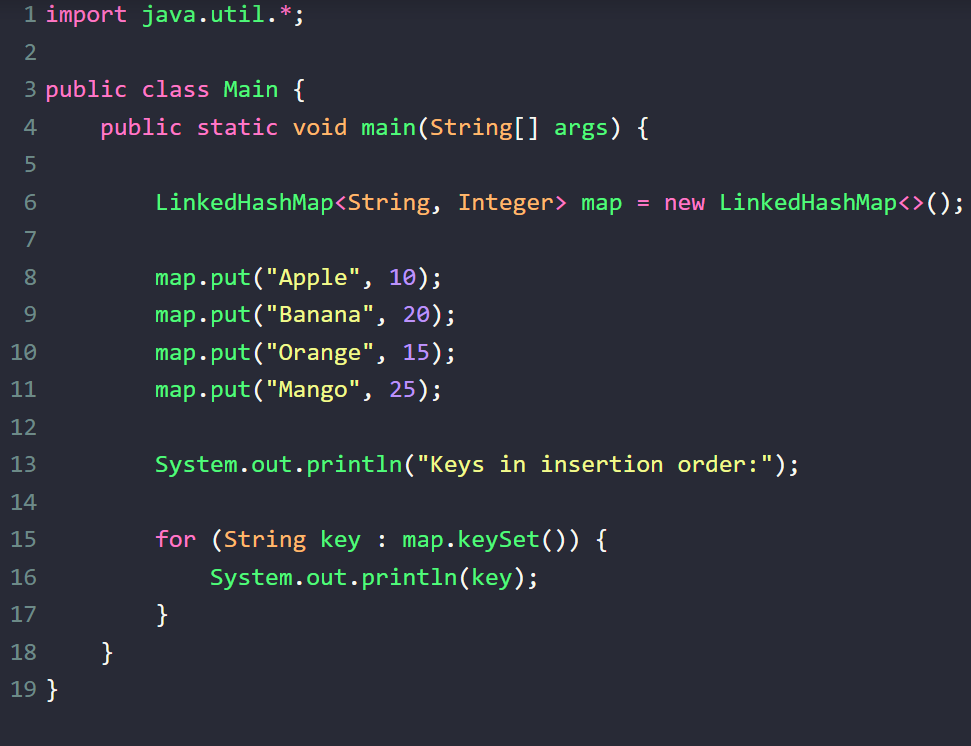 1 import java.util.*;
2
3 public class Main {
4     public static void main(String[] args) {
5
6         LinkedHashMap<String, Integer> map = new LinkedHashMap<>();
7
8         map.put("Apple", 10);
9         map.put("Banana", 20);
10         map.put("Orange", 15);
11         map.put("Mango", 25);
12
13         System.out.println("Keys in insertion order:");
14
15         for (String key : map.keySet()) {
16             System.out.println(key);
17         }
18     }
19 }